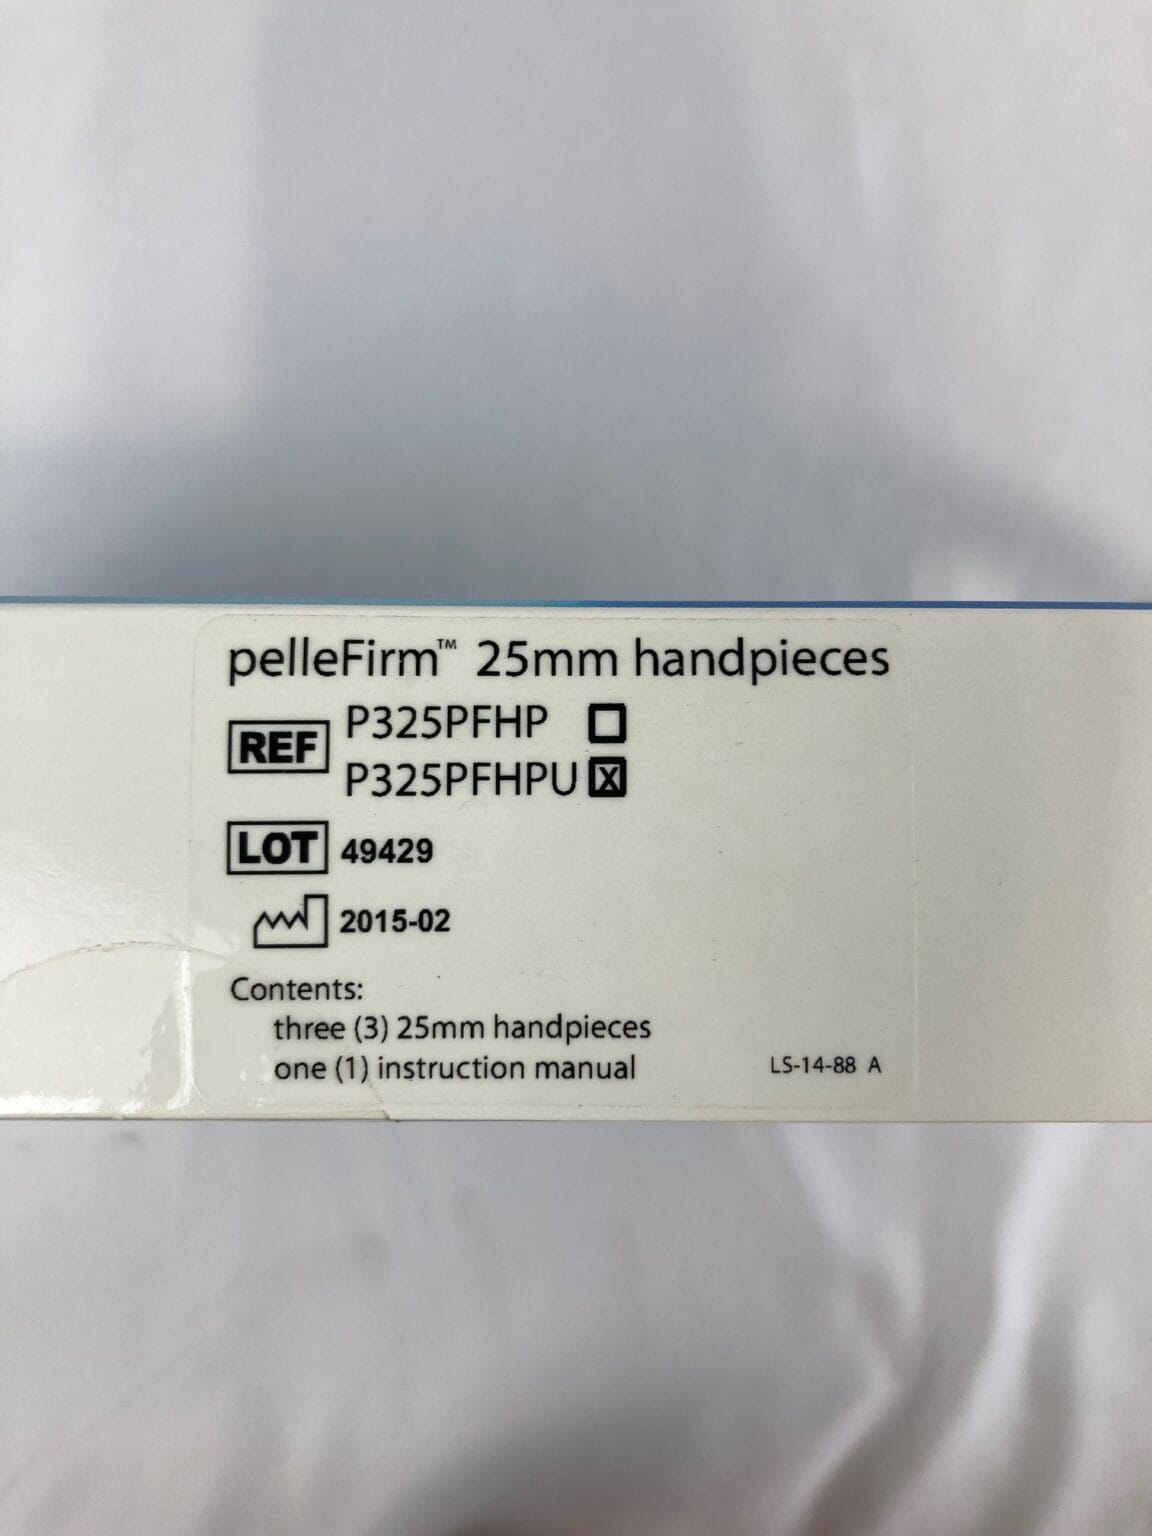 pelleFirm™ 25mm handpieces
REF P325PFHP ☐
P325PFHPU ☒
LOT 49429
2015-02
Contents:
three (3) 25mm handpieces
one (1) instruction manual
LS-14-88 A